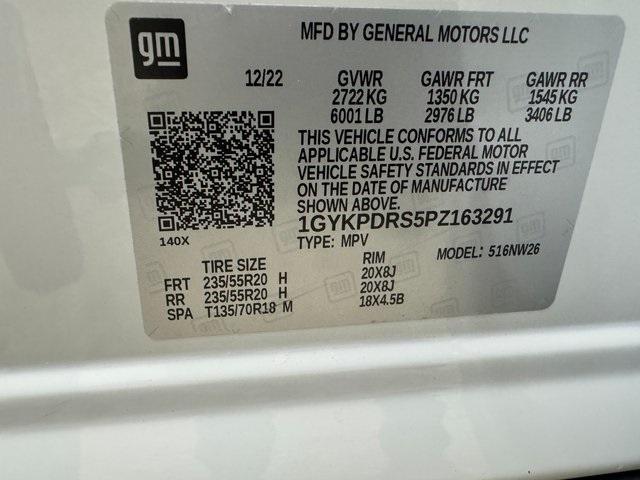 gm
MFD BY GENERAL MOTORS LLC
12/22 GVWR GAWR FRT GAWR RR
2722 KG 1350 KG 1545 KG
6001 LB 2976 LB 3406 LB
THIS VEHICLE CONFORMS TO ALL
APPLICABLE U.S. FEDERAL MOTOR
VEHICLE SAFETY STANDARDS IN EFFECT
ON THE DATE OF MANUFACTURE
SHOWN ABOVE.
1GYKPDRS5PZ163291
140X
TYPE: MPV MODEL: 516NW26
TIRE SIZE RIM
FRT 235/55R20 H 20X8J
RR 235/55R20 H 20X8J
SPA T135/70R18 M 18X4.5B